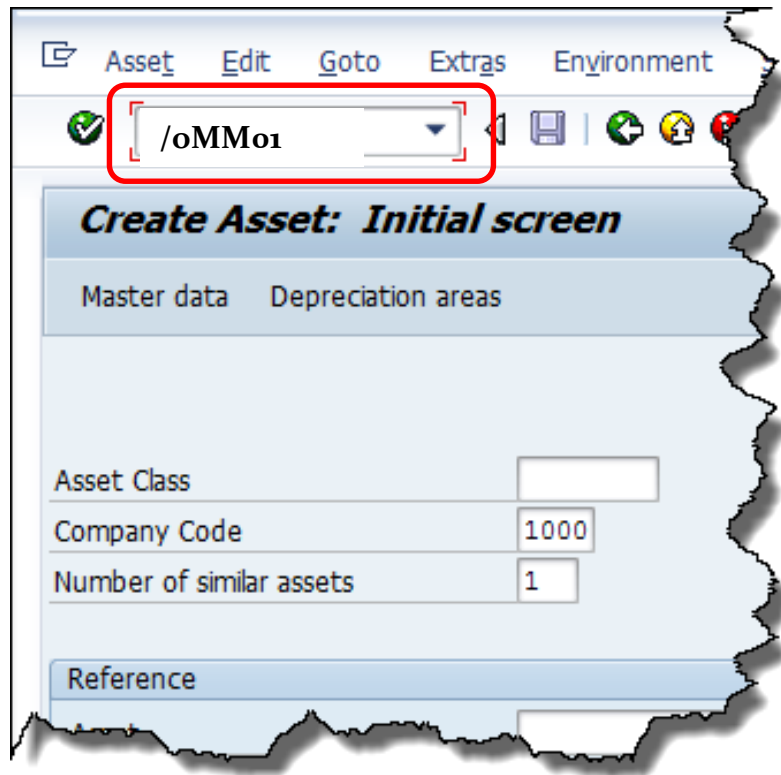 Asset Edit Goto Extras Environment
/0MM01
Create Asset: Initial screen
Master data Depreciation areas
Asset Class
Company Code 1000
Number of similar assets 1
Reference